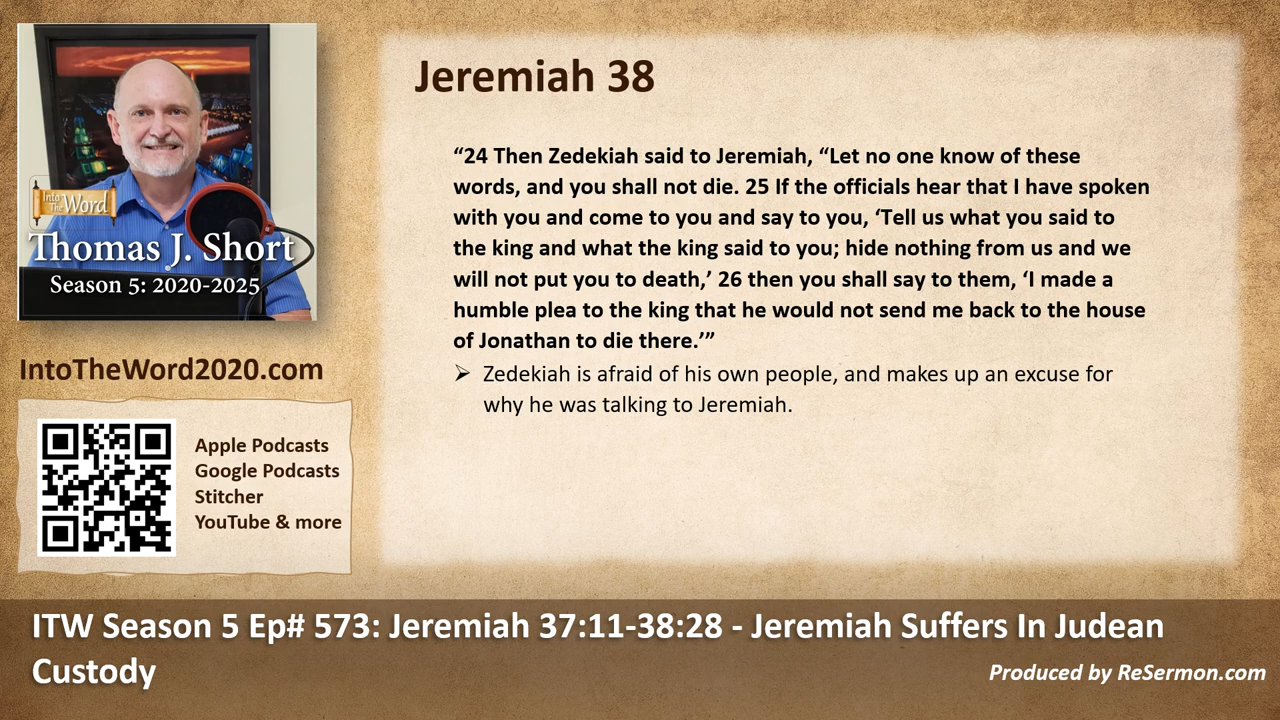 Into
The Word
Thomas J. Short
Season 5: 2020-2025
IntoTheWord2020.com
Apple Podcasts
Google Podcasts
Stitcher
YouTube & more
Jeremiah 38
“24 Then Zedekiah said to Jeremiah, “Let no one know of these
words, and you shall not die. 25 If the officials hear that I have spoken
with you and come to you and say to you, ‘Tell us what you said to
the king and what the king said to you; hide nothing from us and we
will not put you to death,’ 26 then you shall say to them, ‘I made a
humble plea to the king that he would not send me back to the house
of Jonathan to die there.’”
➢ Zedekiah is afraid of his own people, and makes up an excuse for
why he was talking to Jeremiah.
ITW Season 5 Ep# 573: Jeremiah 37:11-38:28 - Jeremiah Suffers In Judean
Custody
Produced by ReSermon.com